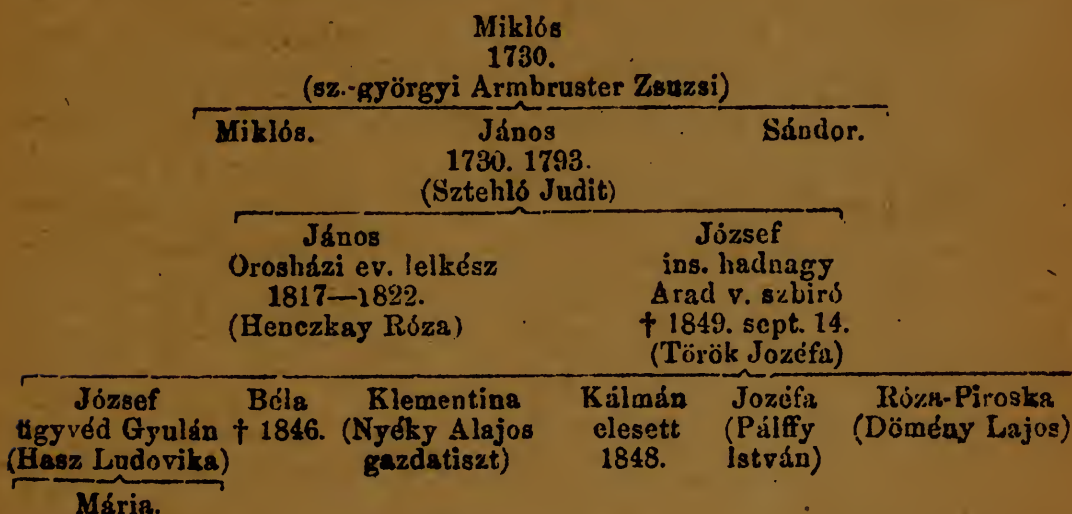 Miklós
1730.
(sz.-györgyi Armbruster Zsuzsi)
Miklós. János Sándor.
1730. 1793.
(Sztehló Judit)
János József
Orosházi ev. lelkész ins. hadnagy
1817—1822. Arad v. szbiró
(Henczkay Róza) † 1849. sept. 14.
(Török Jozéfa)
József Béla Klementina Kálmán Jozéfa Róza-Piroska
ügyvéd Gyulán † 1846. (Nyéky Alajos elesett (Pálffy (Dömény Lajos)
(Hasz Ludovika) gazdatiszt) 1848. István)
Mária.